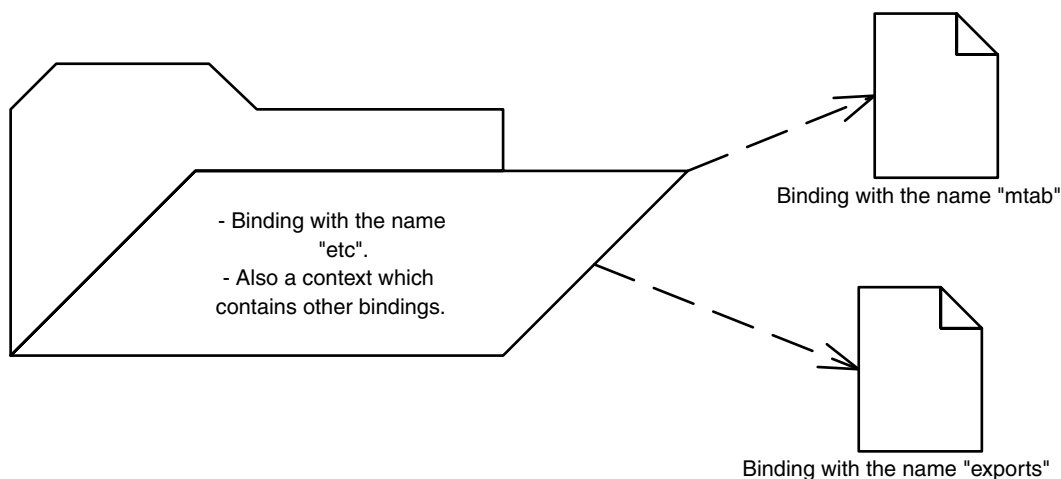 Binding with the name "mtab"
- Binding with the name
"etc".
- Also a context which
contains other bindings.
Binding with the name "exports"